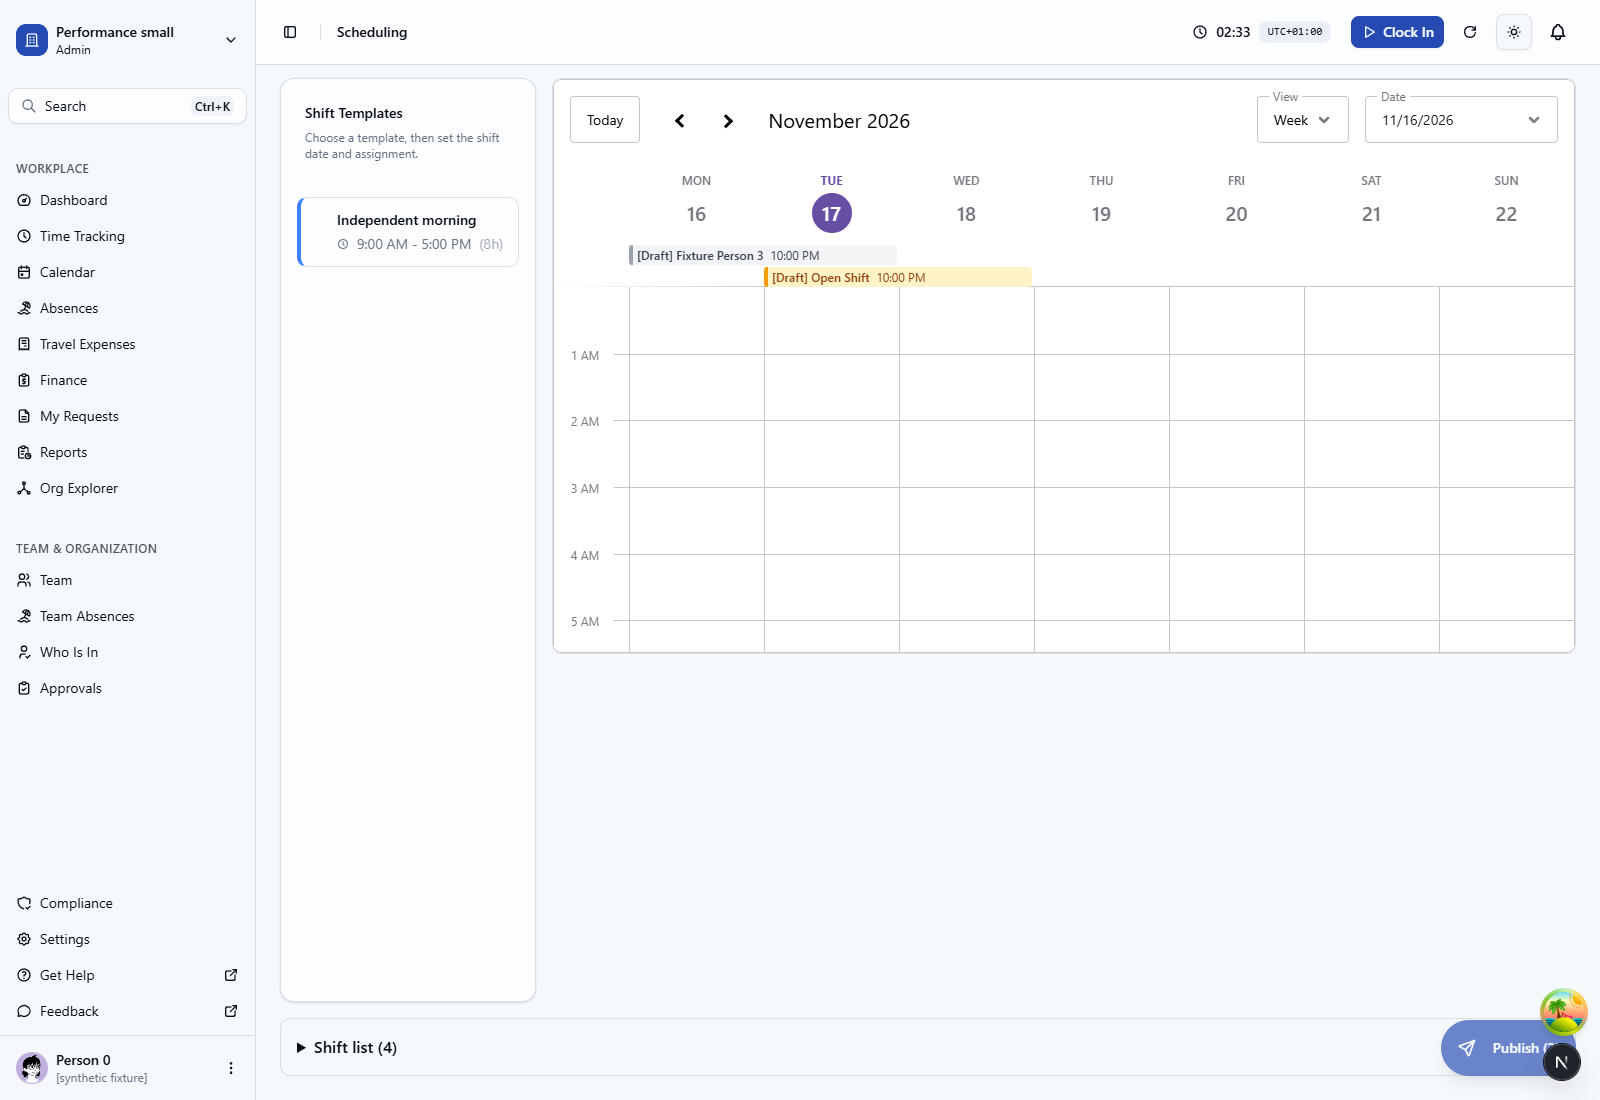 Performance small
Admin
Search
Ctrl+K
WORKPLACE
Dashboard
Time Tracking
Calendar
Absences
Travel Expenses
Finance
My Requests
Reports
Org Explorer
TEAM & ORGANIZATION
Team
Team Absences
Who Is In
Approvals
Compliance
Settings
Get Help
Feedback
Person 0
[synthetic fixture]
Scheduling
02:33
UTC+01:00
Clock In
Shift Templates
Choose a template, then set the shift
date and assignment.
Independent morning
9:00 AM - 5:00 PM (8h)
Today
November 2026
View
Week
Date
11/16/2026
MON
TUE
WED
THU
FRI
SAT
SUN
16
17
18
19
20
21
22
[Draft] Fixture Person 3 10:00 PM
[Draft] Open Shift 10:00 PM
1 AM
2 AM
3 AM
4 AM
5 AM
Shift list (4)
Publish
N